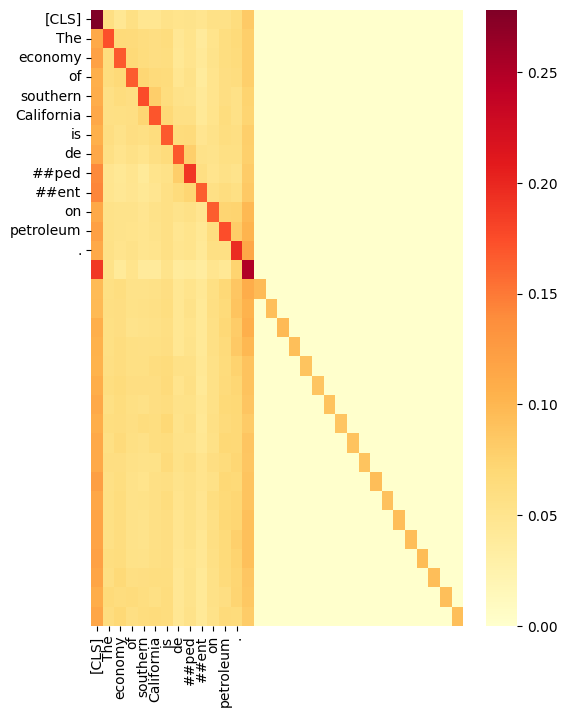 [CLS]
The
economy
of
southern
California
is
de
##ped
##ent
on
petroleum
.
0.25
0.20
0.15
0.10
0.05
0.00
[CLS]
The
economy
of
southern
California
is
de
##ped
##ent
on
petroleum
.